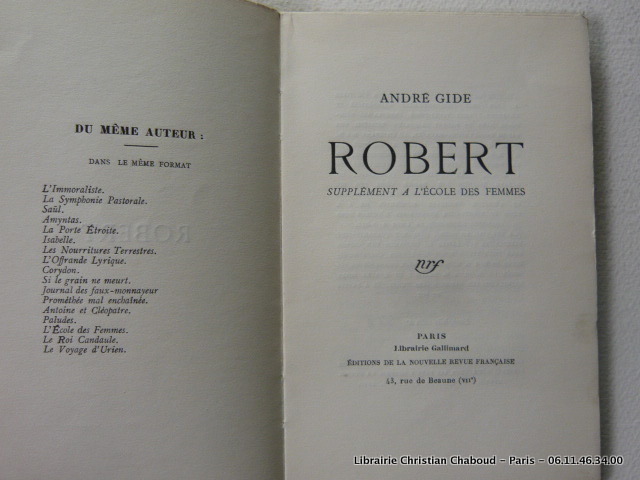 DU MÊME AUTEUR :
DANS LE MÊME FORMAT
L'Immoraliste.
La Symphonie Pastorale.
Saül.
Amyntas.
La Porte Étroite.
Isabelle.
Les Nourritures Terrestres.
L'Offrande Lyrique.
Corydon.
Si le grain ne meurt.
Journal des faux-monnayeur
Prométhée mal enchaîné.
Antoine et Cléopatre.
Paludes.
L'École des Femmes.
Le Roi Candaule.
Le Voyage d'Urien.
ANDRÉ GIDE
ROBERT
SUPPLÉMENT A L'ÉCOLE DES FEMMES
nrf
PARIS
Librairie Gallimard
ÉDITIONS DE LA NOUVELLE REVUE FRANÇAISE
43, rue de Beaune (VIIe)
Librairie Christian Chaboud - Paris - 06.11.46.34.00